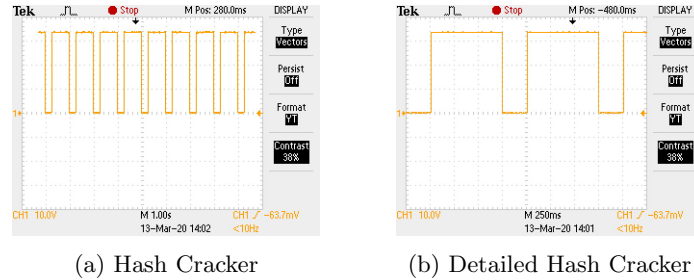 Tek Stop M Pos: 280.0ms DISPLAY
Type
Vectors
Persist
Off
Format
YT
Contrast
38%
1
CH1 10.0V M 1.00s CH1 -63.7mV
13-Mar-20 14:02 <10Hz
(a) Hash Cracker
Tek Stop M Pos: -480.0ms DISPLAY
Type
Vectors
Persist
Off
Format
YT
Contrast
38%
1
CH1 10.0V M 250ms CH1 -63.7mV
13-Mar-20 14:01 <10Hz
(b) Detailed Hash Cracker